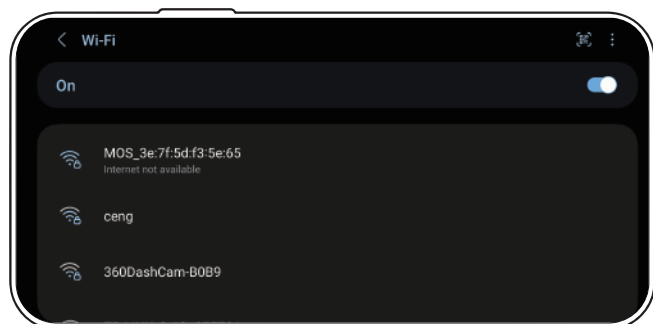 Wi-Fi
On
MOS_3e:7f:5d:f3:5e:65
Internet not available
ceng
360DashCam-B0B9